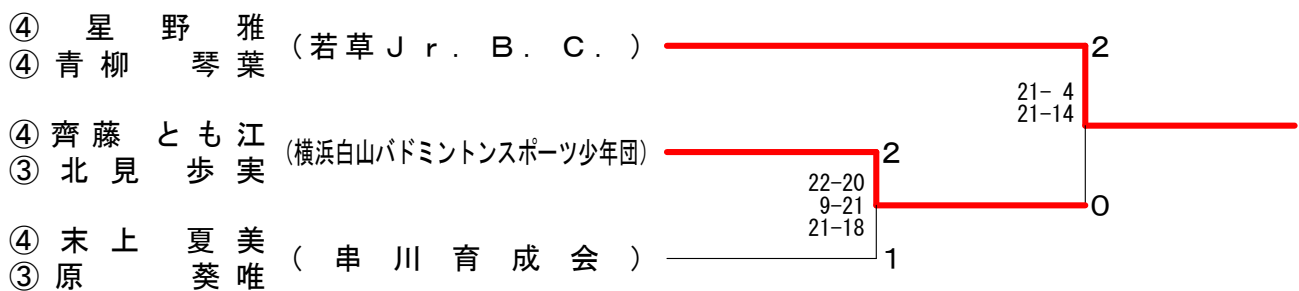 ④ 星 野 雅
④ 青 柳 琴 葉
（ 若 草 Ｊ ｒ ． Ｂ ． Ｃ ． ）
2
21- 4
21-14
④ 齊 藤 と も 江
③ 北 見 歩 実
（横浜白山バドミントンスポーツ少年団）
2
22-20
9-21
21-18
0
④ 末 上 夏 美
③ 原 葵 唯
（ 串 川 育 成 会 ）
1